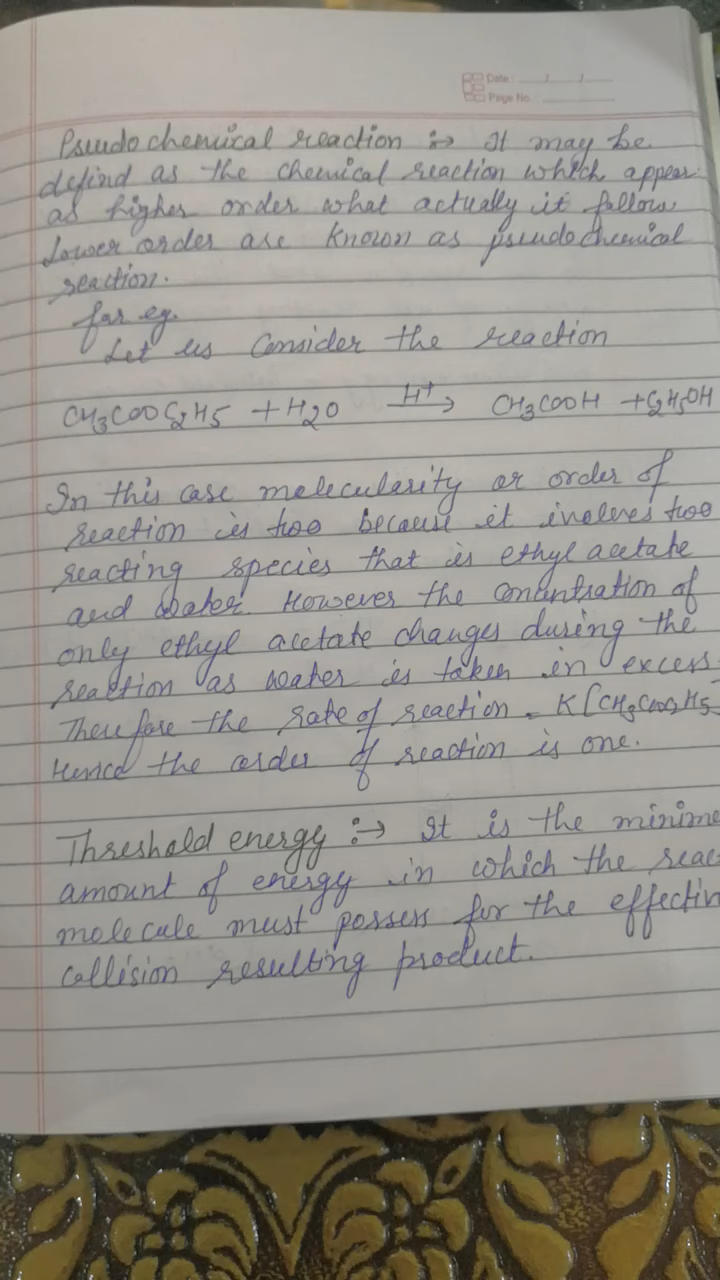 Date : ___/___/___
Page No. ______
Pseudo chemical reaction :→ It may be
defind as the chemical reaction which appear
as higher order what actually it follow
lower order are known as pseudo chemical
reaction.
for eg.
Let us consider the reaction
CH3COOC2H5 + H2O —H+→ CH3COOH + C2H5OH
In this case molecularity or order of
reaction is two because it involves two
reacting species that is ethyl acetate
and water. However the conentration of
only ethyl acetate changes during the
reaction as water is taken in excess.
Therefore the rate of reaction = K[CH3COOC2H5]
Hence the order of reaction is one.
Threshold energy :→ It is the minim
amount of energy in which the reac
molecule must possess for the effectiv
collision resulting product.